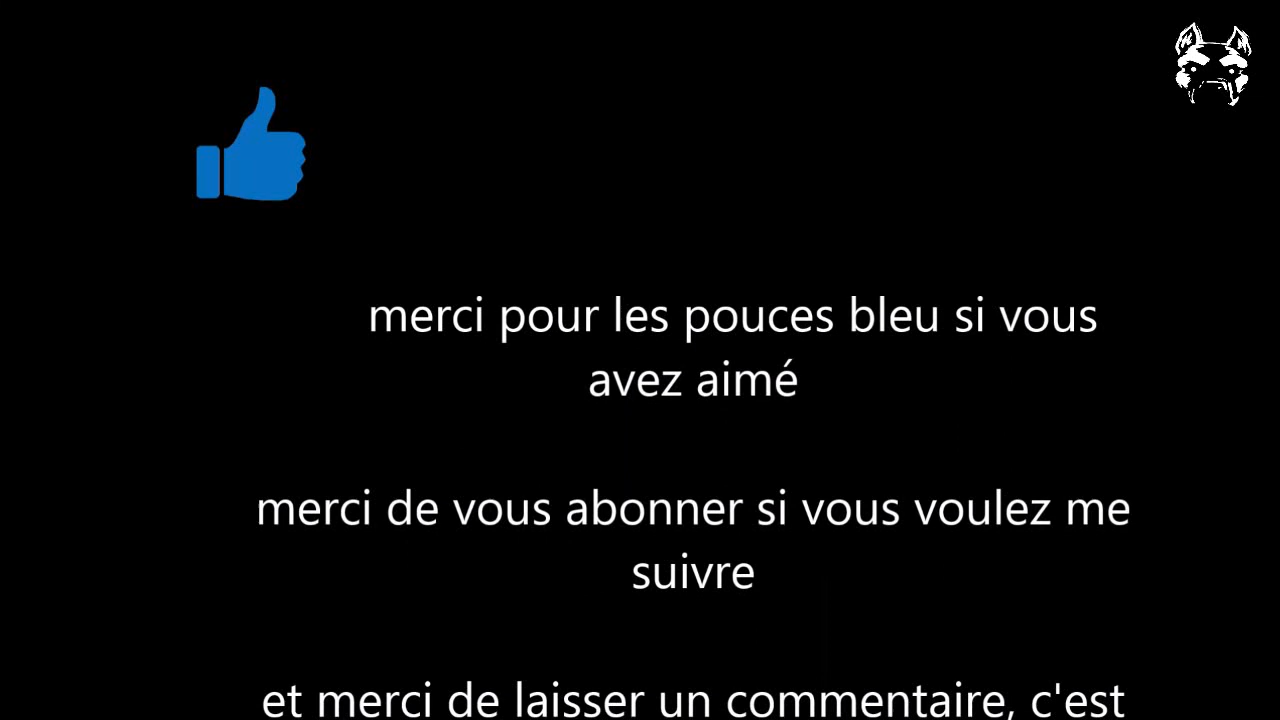 merci pour les pouces bleu si vous
avez aimé
merci de vous abonner si vous voulez me
suivre
et merci de laisser un commentaire, c'est